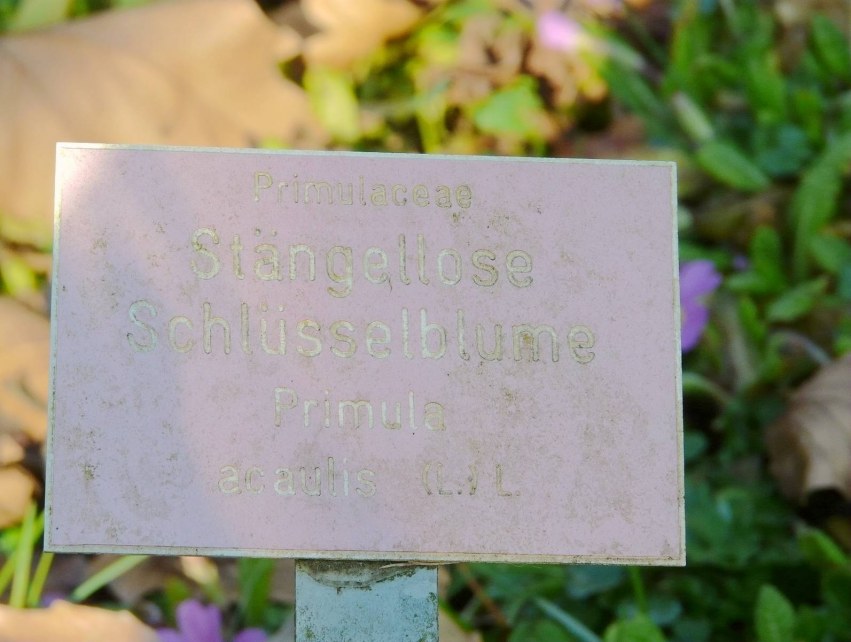 Primulaceae
Stängellose
Schlüsselblume
Primula
acaulis (L.) L.